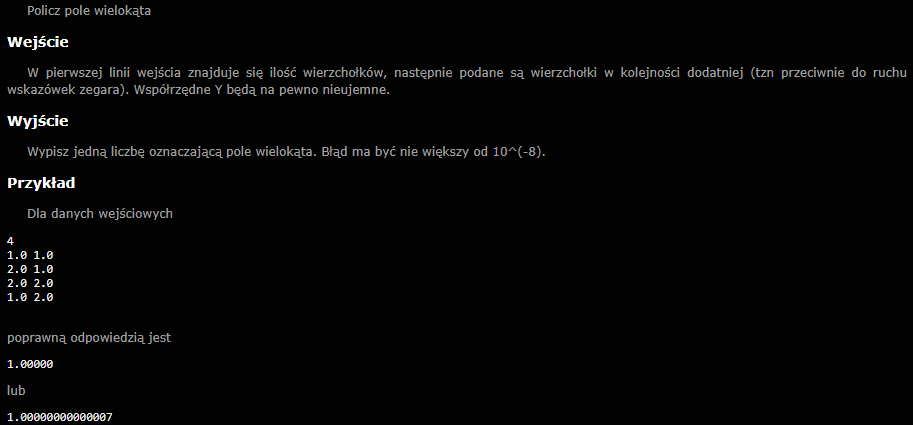 Policz pole wielokąta
Wejście
W pierwszej linii wejścia znajduje się ilość wierzchołków, następnie podane są wierzchołki w kolejności dodatniej (tzn przeciwnie do ruchu
wskazówek zegara). Współrzędne Y będą na pewno nieujemne.
Wyjście
Wypisz jedną liczbę oznaczającą pole wielokąta. Błąd ma być nie większy od 10^(-8).
Przykład
Dla danych wejściowych
4
1.0 1.0
2.0 1.0
2.0 2.0
1.0 2.0
poprawną odpowiedzią jest
1.00000
lub
1.00000000000007